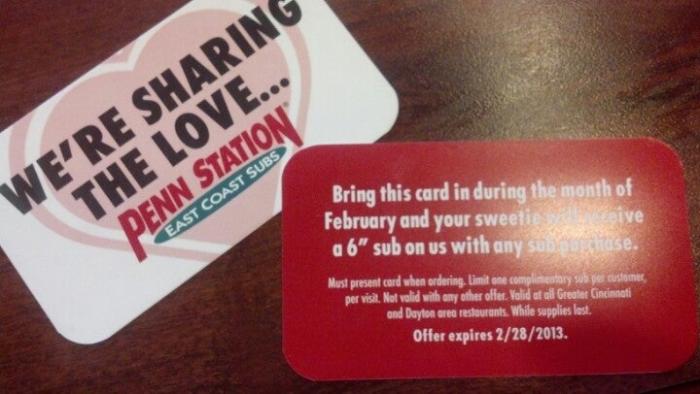 WE'RE SHARING
THE LOVE...
PENN STATION
EAST COAST SUBS
Bring this card in during the month of
February and your sweetie will receive
a 6" sub on us with any sub purchase.
Must present card when ordering. Limit one complimentary sub per customer,
per visit. Not valid with any other offer. Valid at all Greater Cincinnati
and Dayton area restaurants. While supplies last.
Offer expires 2/28/2013.